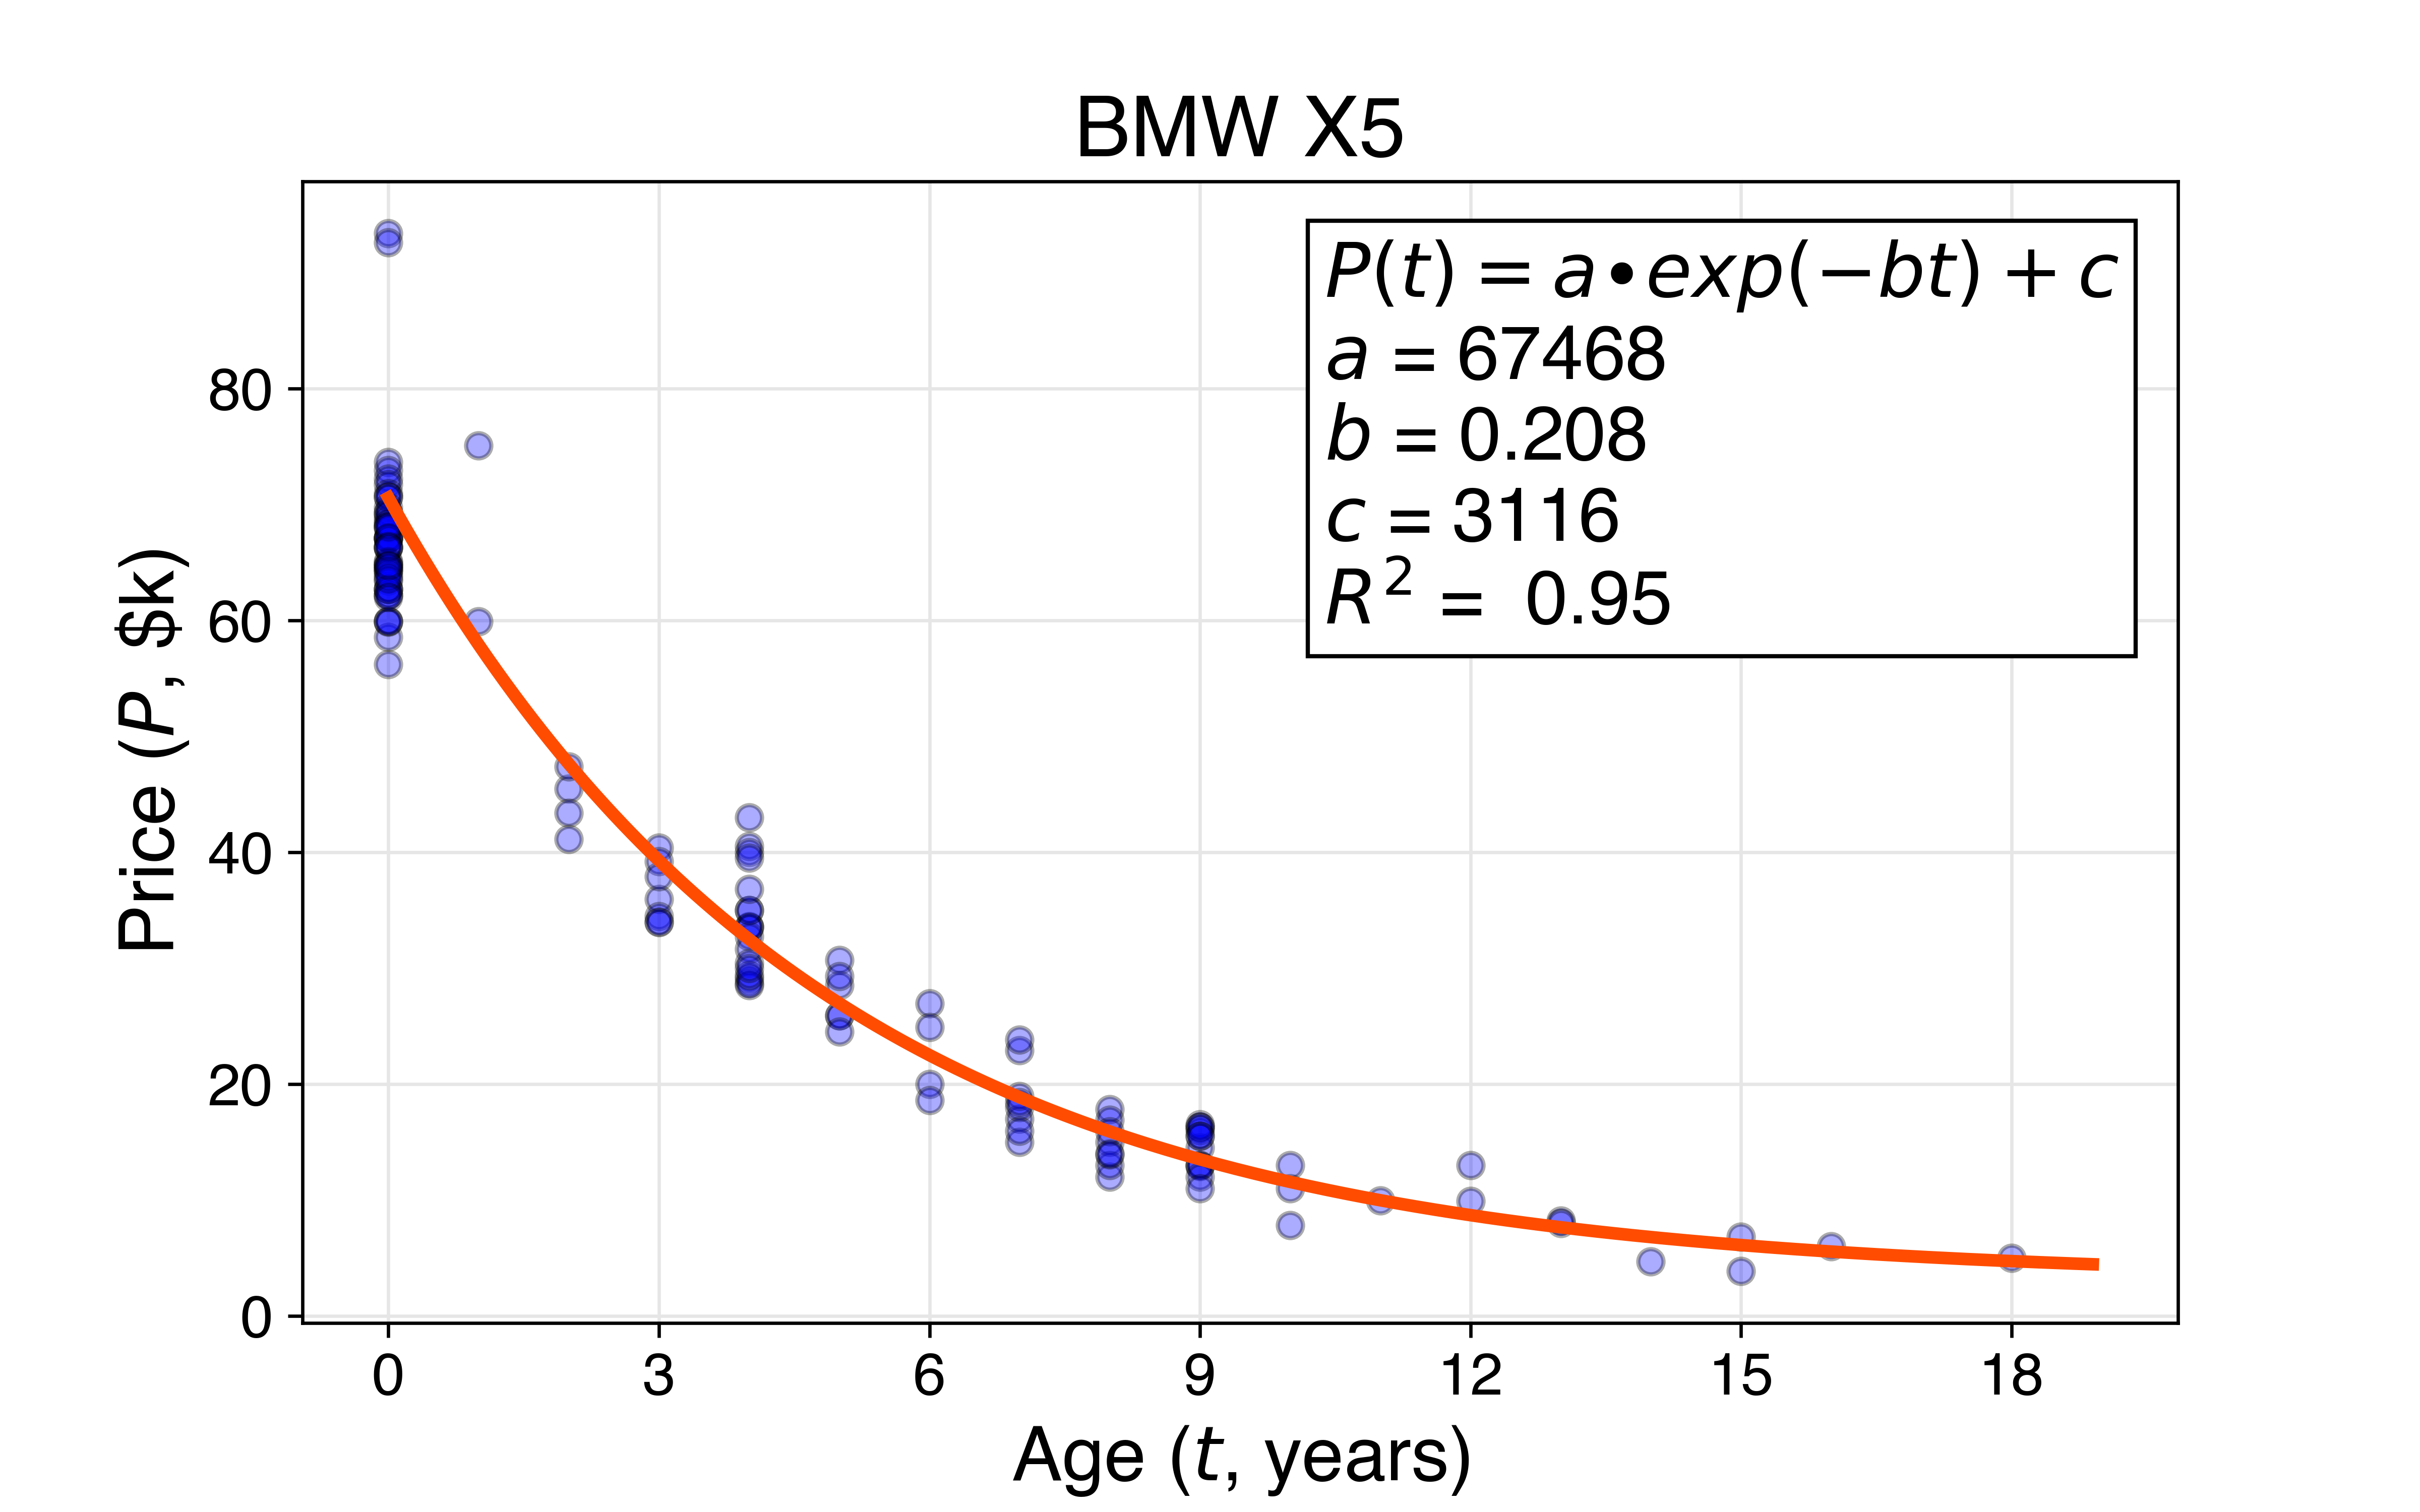 BMW X5
P(t) = a•exp(−bt) + c
a = 67468
b = 0.208
c = 3116
R² = 0.95
Price (P, $k)
80
60
40
20
0
0 3 6 9 12 15 18
Age (t, years)